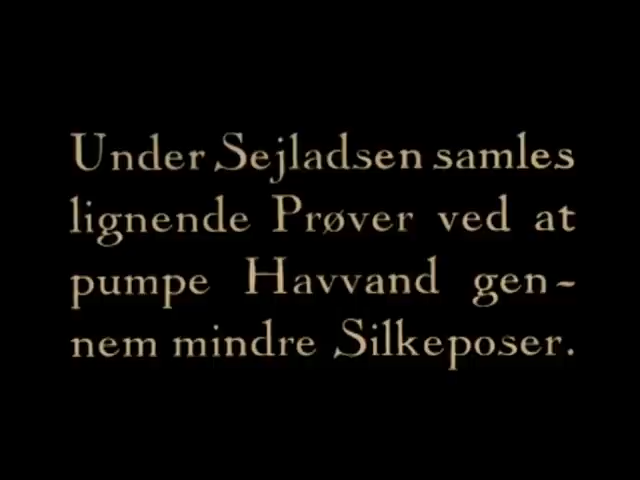 Under Sejladsen samles
lignende Prøver ved at
pumpe Havvand gen-
nem mindre Silkeposer.